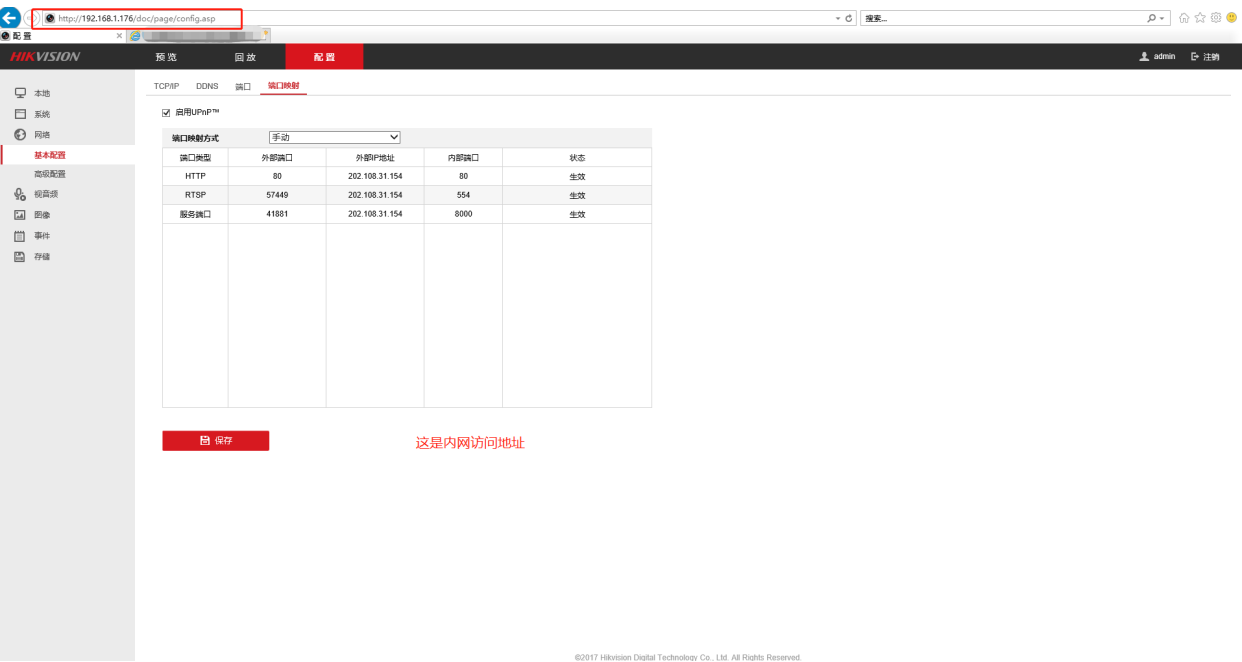 http://192.168.1.176/doc/page/config.asp
搜索...
配置
HIKVISION
预览
回放
配置
admin
注销
本地
系统
网络
基本配置
高级配置
视音频
图像
事件
存储
TCP/IP
DDNS
端口
端口映射
启用UPnP™
端口映射方式 手动
端口类型 外部端口 外部IP地址 内部端口 状态
HTTP 80 202.108.31.154 80 生效
RTSP 57449 202.108.31.154 554 生效
服务端口 41881 202.108.31.154 8000 生效
保存
这是内网访问地址
©2017 Hikvision Digital Technology Co., Ltd. All Rights Reserved.